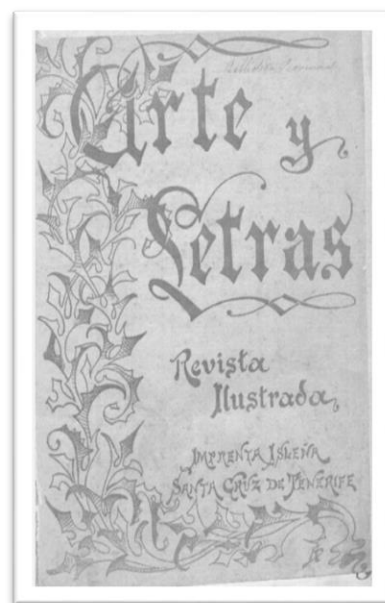 Arte y
Letras
Revista
Ilustrada,
IMPRENTA ISLEÑA
SANTA CRUZ DE TENERIFE